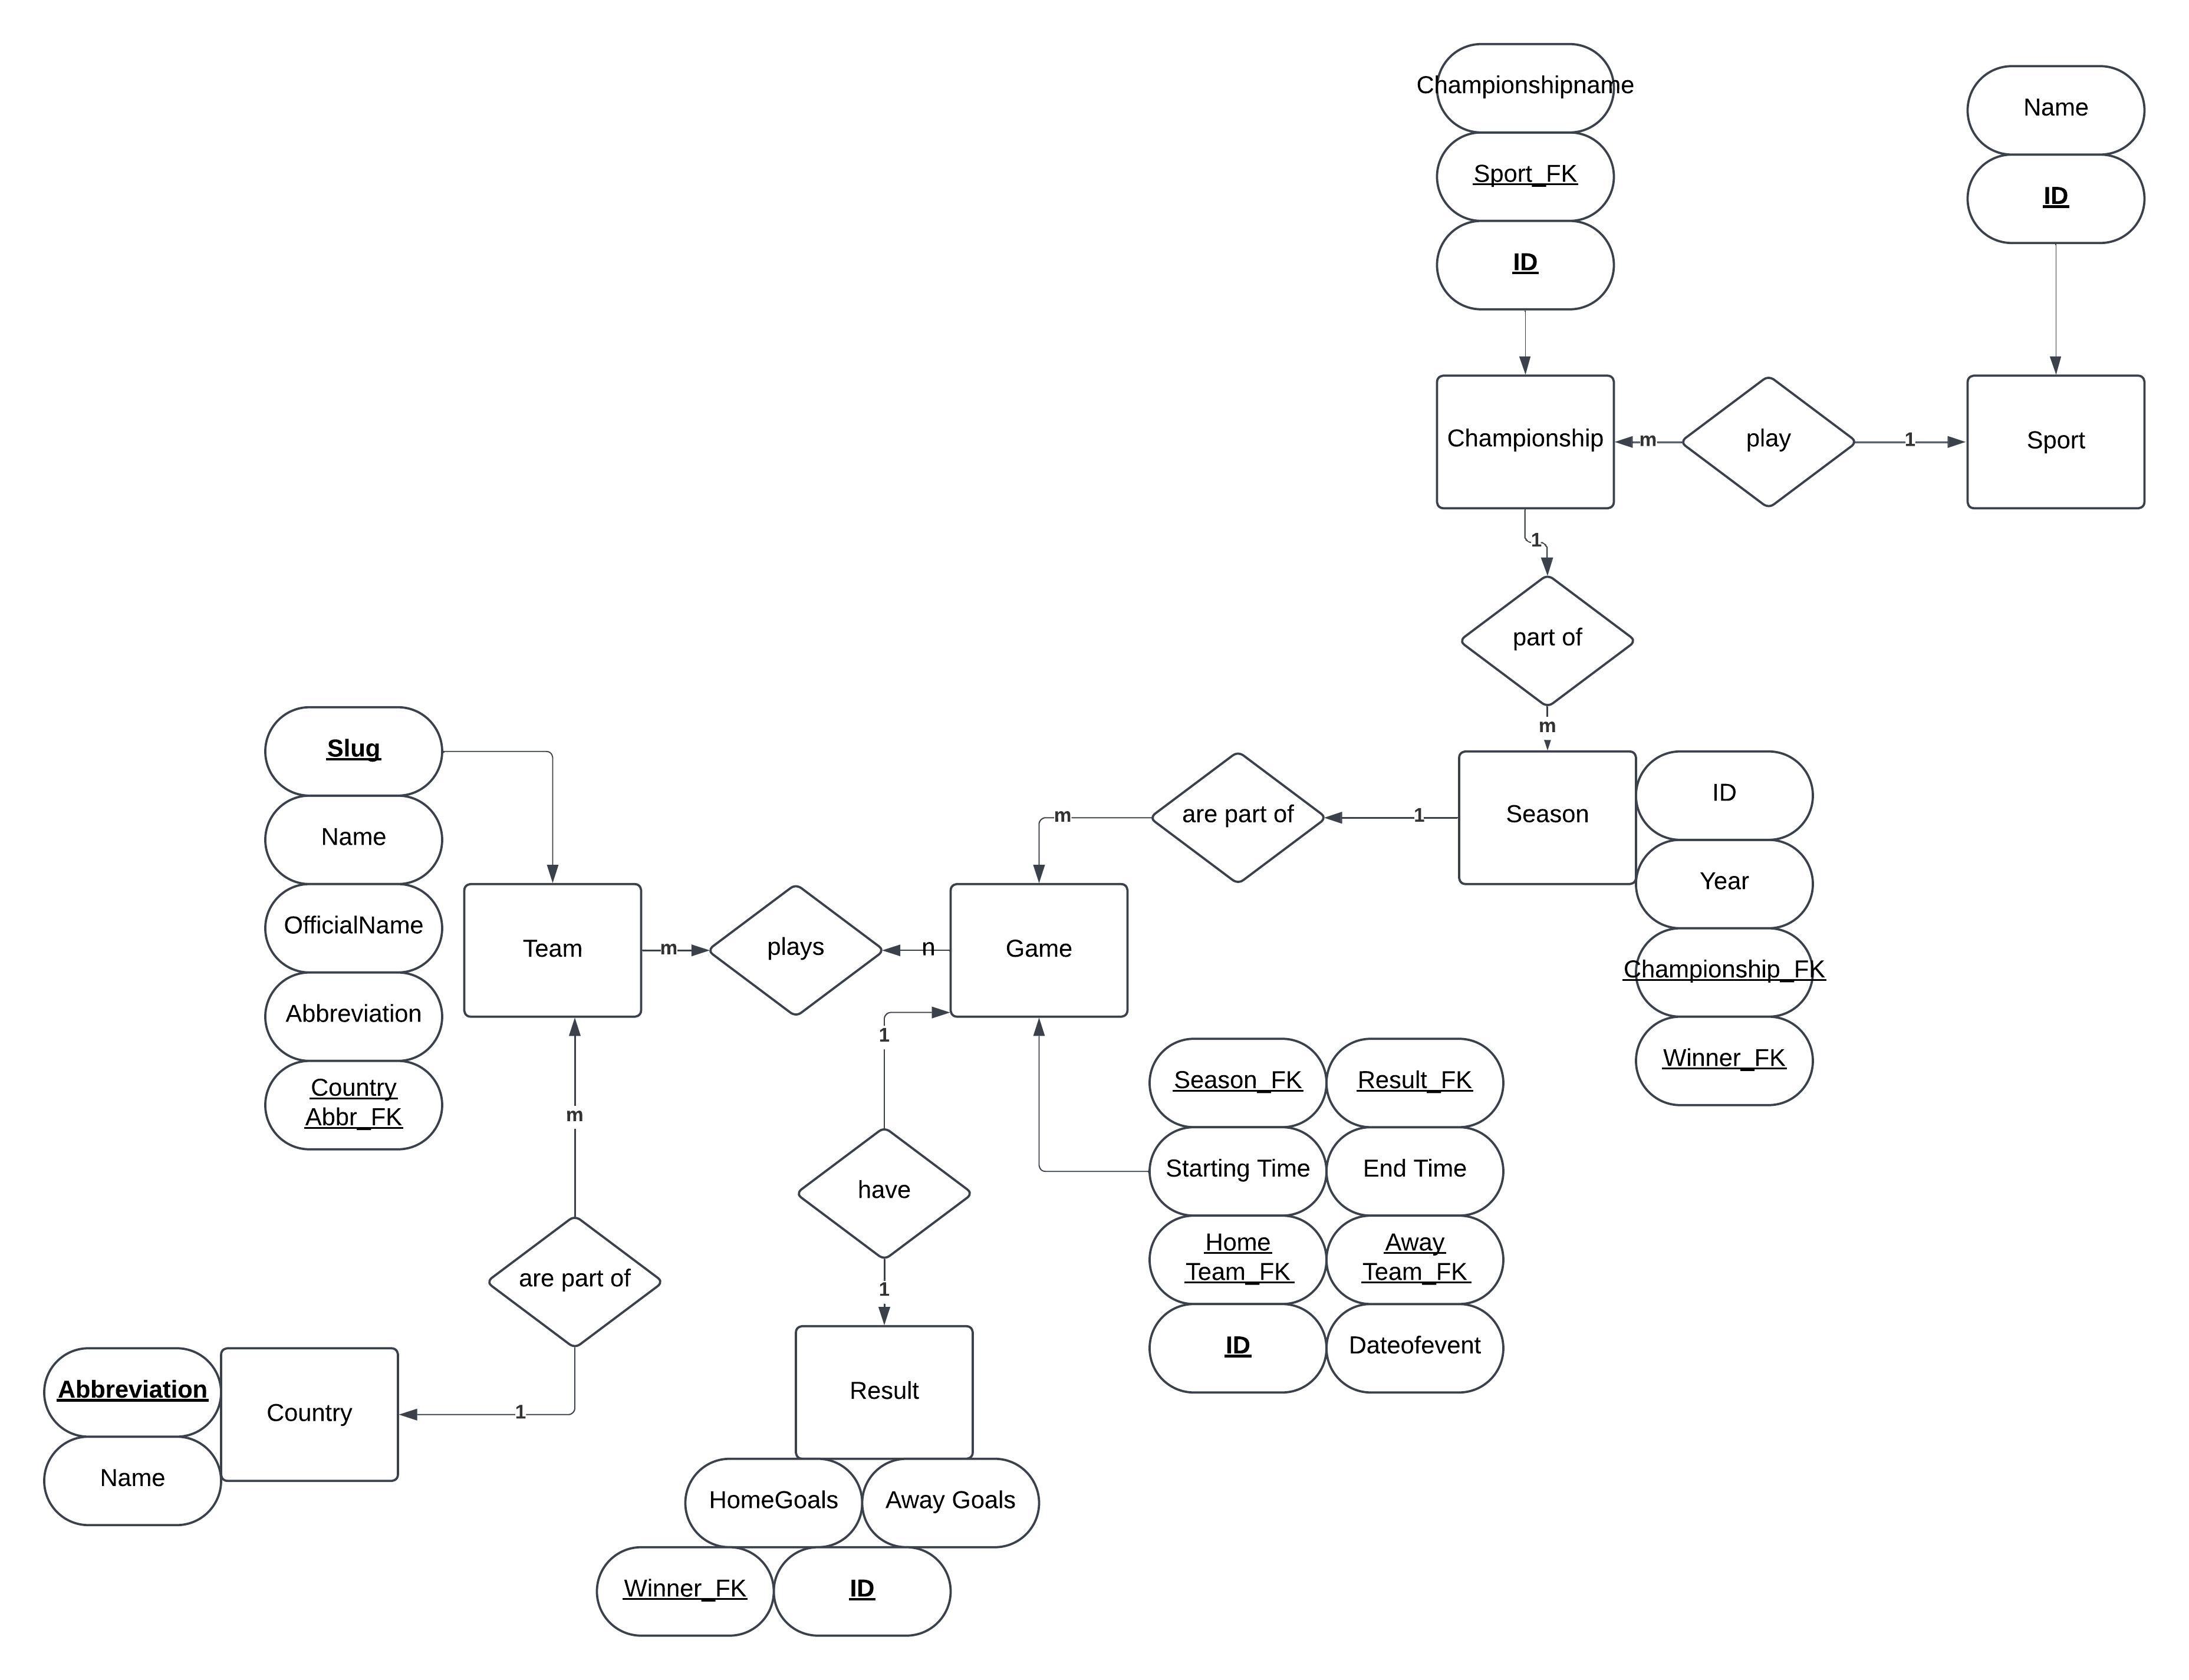 Championshipname
Sport_FK
ID
Name
ID
Championship
m
play
1
Sport
1
part of
m
Season
ID
Year
Championship_FK
Winner_FK
are part of
1
m
Slug
Name
OfficialName
Abbreviation
Country
Abbr_FK
Team
m
plays
n
Game
1
have
1
Season_FK
Result_FK
Starting Time
End Time
Home
Team_FK
Away
Team_FK
ID
Dateofevent
m
are part of
1
Abbreviation
Name
Country
Result
HomeGoals
Away Goals
Winner_FK
ID